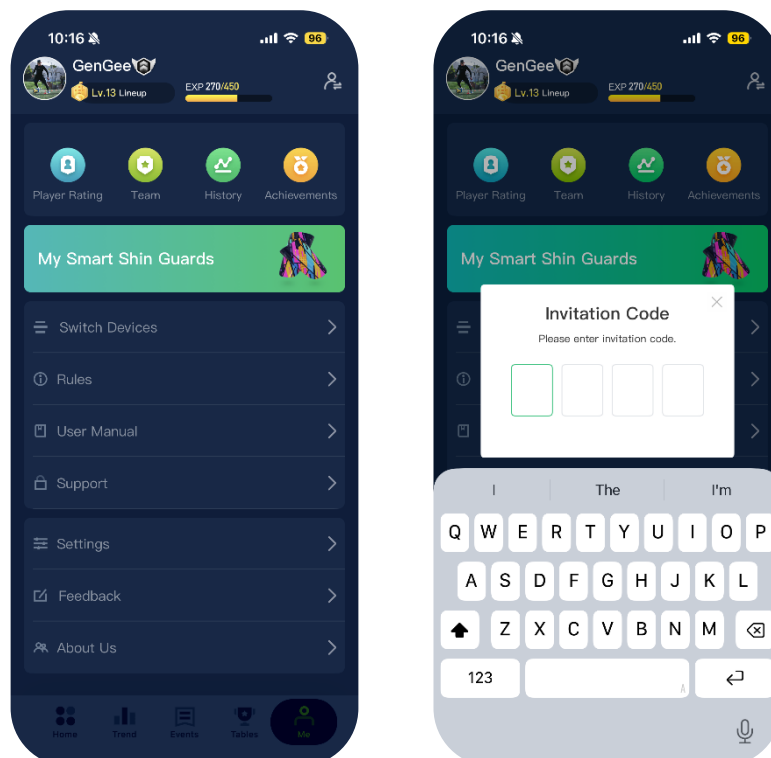 10:16
96
GenGee
Lv.13 Lineup
EXP 270/450
Player Rating
Team
History
Achievements
My Smart Shin Guards
Switch Devices
Rules
User Manual
Support
Settings
Feedback
About Us
Home
Trend
Events
Tables
Me
10:16
96
GenGee
Lv.13 Lineup
EXP 270/450
Player Rating
Team
History
Achievements
My Smart Shin Guards
Invitation Code
Please enter invitation code.
I
The
I'm
Q W E R T Y U I O P
A S D F G H J K L
Z X C V B N M
123
A